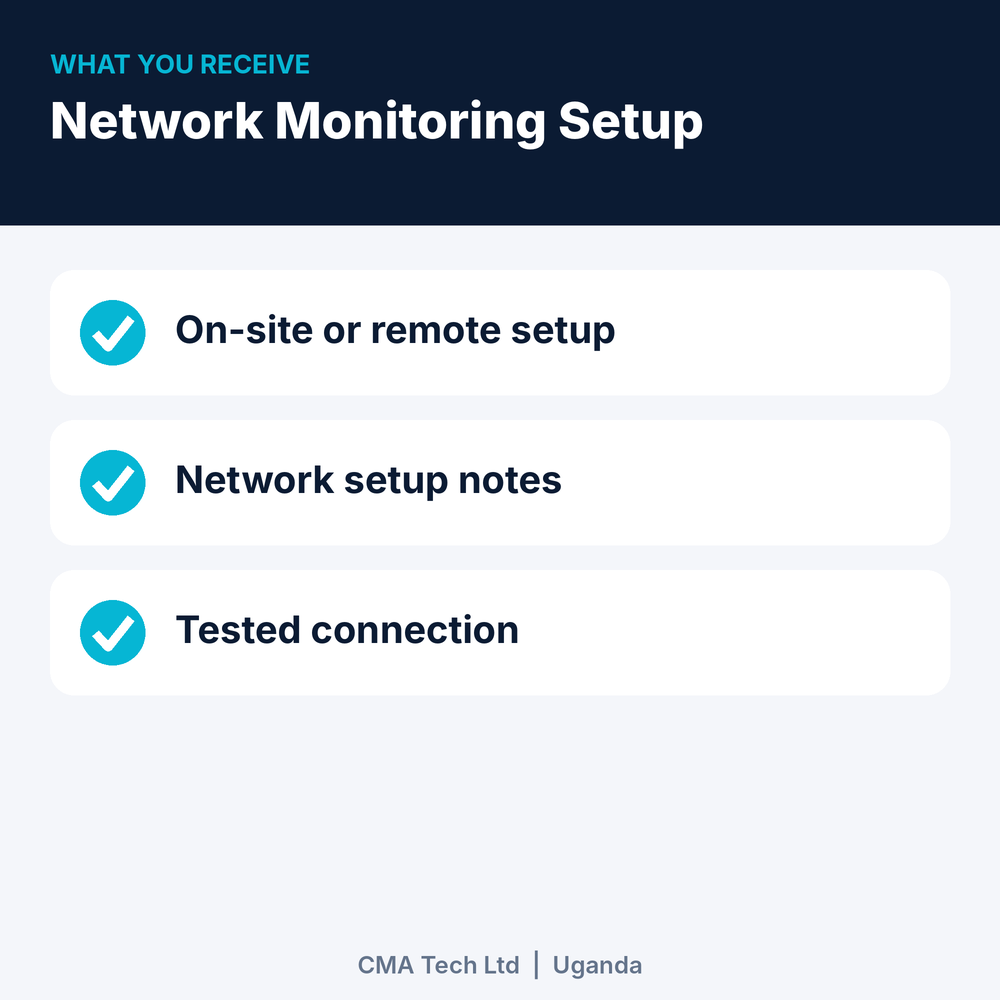 WHAT YOU RECEIVE
Network Monitoring Setup
On-site or remote setup
Network setup notes
Tested connection
CMA Tech Ltd | Uganda